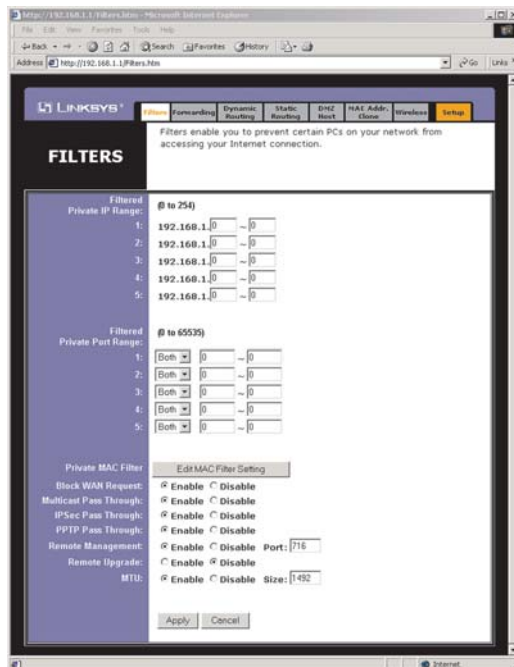 http://192.168.1.1/Filters.htm - Microsoft Internet Explorer
File Edit View Favorites Tools Help
Back Search Favorites History
Address http://192.168.1.1/Filters.htm Go Links
LINKSYS® Filters Forwarding Dynamic Routing Static Routing DMZ Host MAC Addr. Clone Wireless Setup
FILTERS
Filters enable you to prevent certain PCs on your network from
accessing your Internet connection.
Filtered Private IP Range: (0 to 254)
1: 192.168.1. 0 ~ 0
2: 192.168.1. 0 ~ 0
3: 192.168.1. 0 ~ 0
4: 192.168.1. 0 ~ 0
5: 192.168.1. 0 ~ 0
Filtered Private Port Range: (0 to 65535)
1: Both 0 ~ 0
2: Both 0 ~ 0
3: Both 0 ~ 0
4: Both 0 ~ 0
5: Both 0 ~ 0
Private MAC Filter Edit MAC Filter Setting
Block WAN Request: Enable Disable
Multicast Pass Through: Enable Disable
IPSec Pass Through: Enable Disable
PPTP Pass Through: Enable Disable
Remote Management: Enable Disable Port: 716
Remote Upgrade: Enable Disable
MTU: Enable Disable Size: 1492
Apply Cancel
Internet